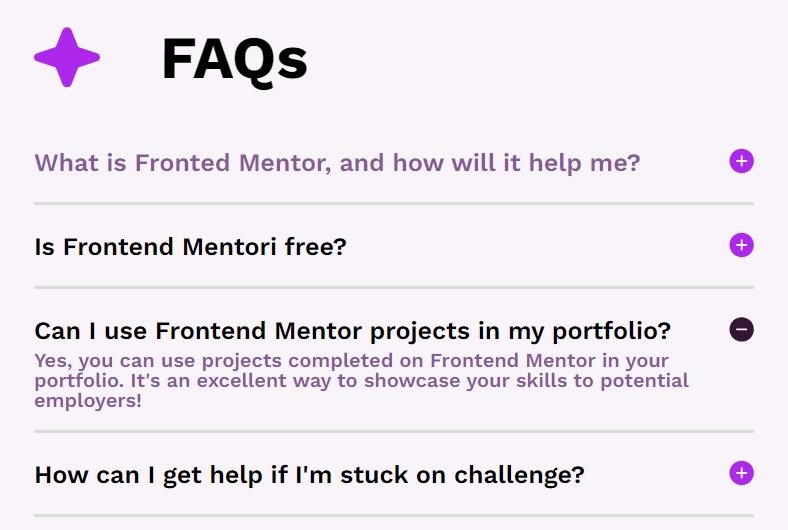 FAQs
What is Fronted Mentor, and how will it help me?
Is Frontend Mentori free?
Can I use Frontend Mentor projects in my portfolio?
Yes, you can use projects completed on Frontend Mentor in your
portfolio. It's an excellent way to showcase your skills to potential
employers!
How can I get help if I'm stuck on challenge?